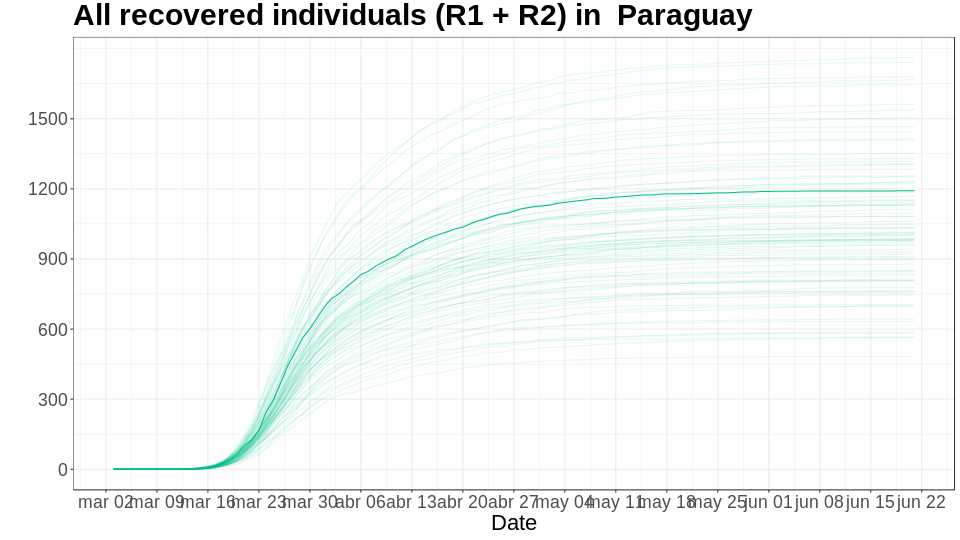 All recovered individuals (R1 + R2) in Paraguay
1500
1200
900
600
300
0
mar 02 mar 09 mar 16 mar 23 mar 30 abr 06 abr 13 abr 20 abr 27 may 04 may 11 may 18 may 25 jun 01 jun 08 jun 15 jun 22
Date